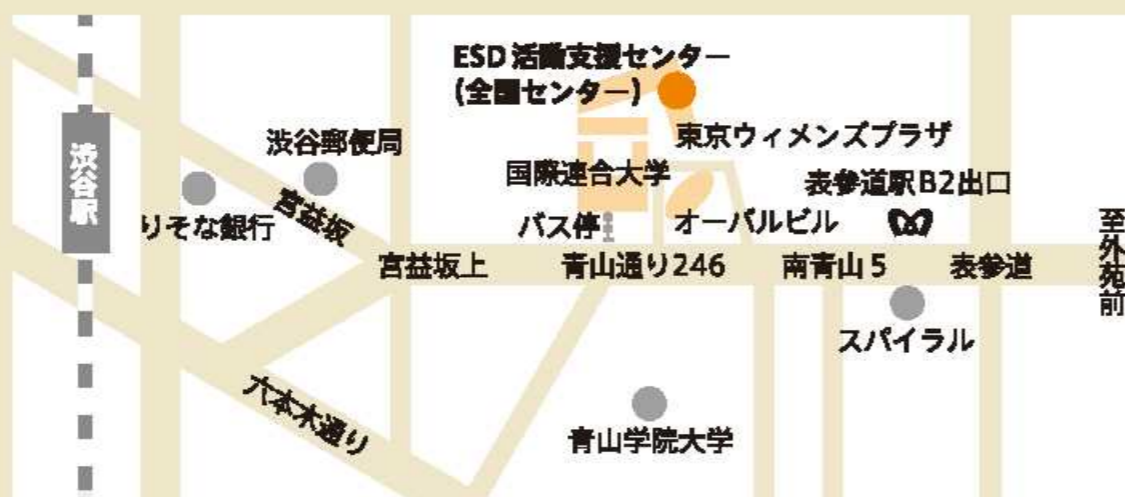 ESD 活動支援センター
(全国センター)
渋谷郵便局
東京ウィメンズプラザ
渋谷駅
国際連合大学
表参道駅B2出口
りそな銀行
宮益坂
バス停
オーバルビル
至外苑前
宮益坂上
青山通り246
南青山5
表参道
スパイラル
六本木通り
青山学院大学